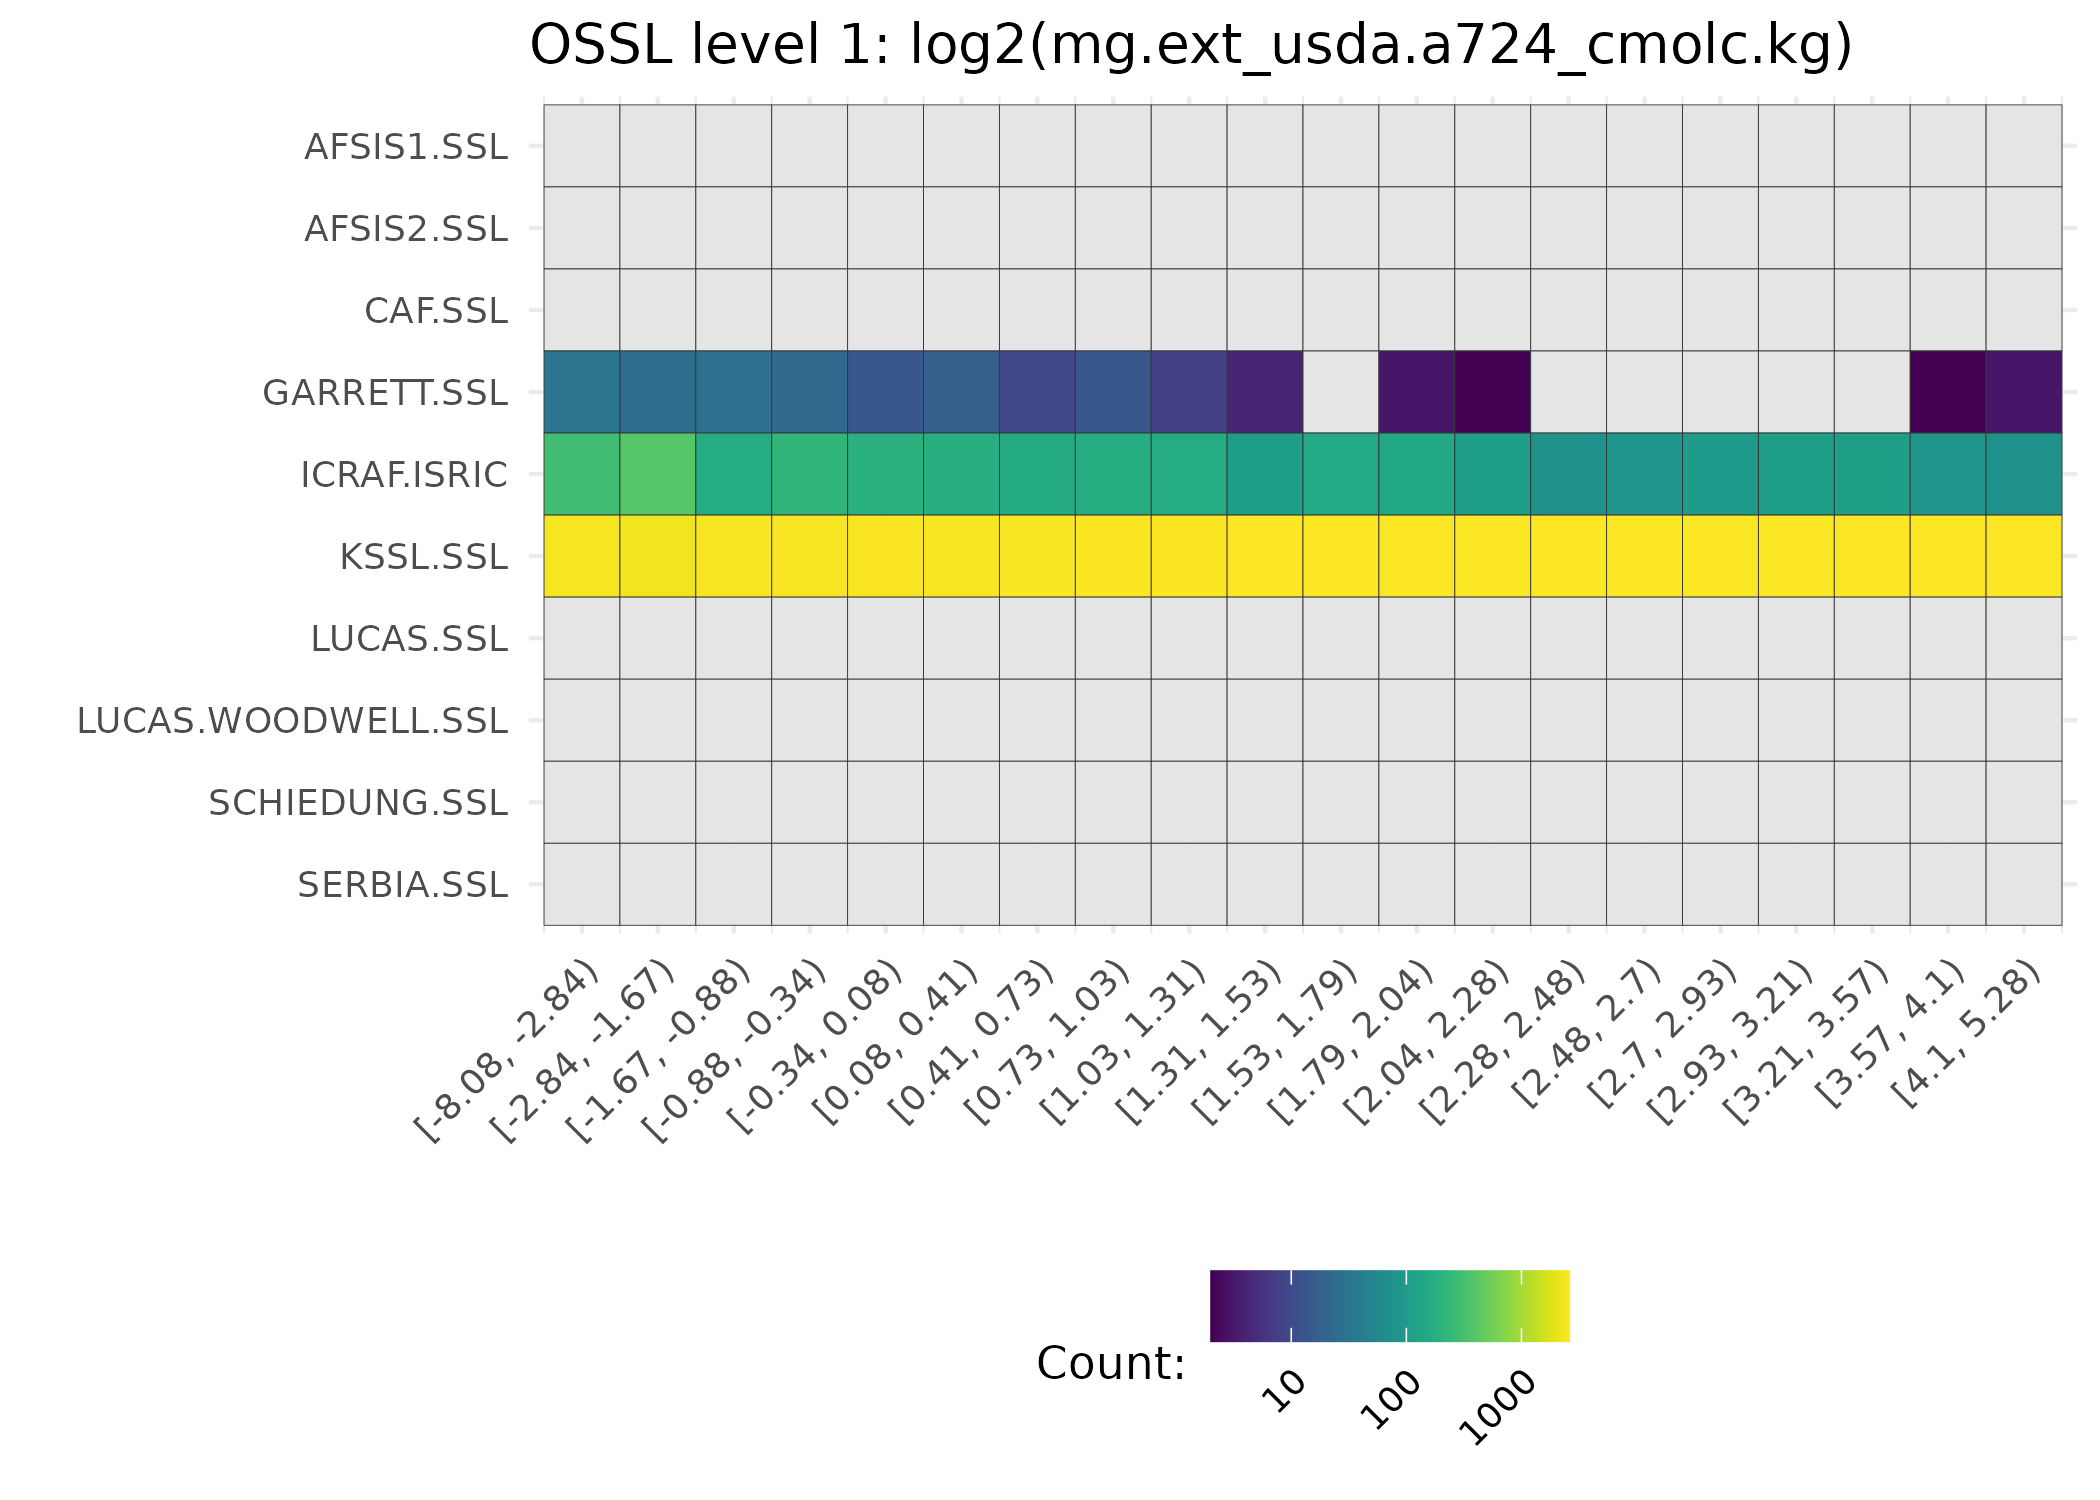 OSSL level 1: log2(mg.ext_usda.a724_cmolc.kg)
AFSIS1.SSL
AFSIS2.SSL
CAF.SSL
GARRETT.SSL
ICRAF.ISRIC
KSSL.SSL
LUCAS.SSL
LUCAS.WOODWELL.SSL
SCHIEDUNG.SSL
SERBIA.SSL
[-8.08, -2.84)
[-2.84, -1.67)
[-1.67, -0.88)
[-0.88, -0.34)
[-0.34, 0.08)
[0.08, 0.41)
[0.41, 0.73)
[0.73, 1.03)
[1.03, 1.31)
[1.31, 1.53)
[1.53, 1.79)
[1.79, 2.04)
[2.04, 2.28)
[2.28, 2.48)
[2.48, 2.7)
[2.7, 2.93)
[2.93, 3.21)
[3.21, 3.57)
[3.57, 4.1)
[4.1, 5.28)
Count:
10
100
1000